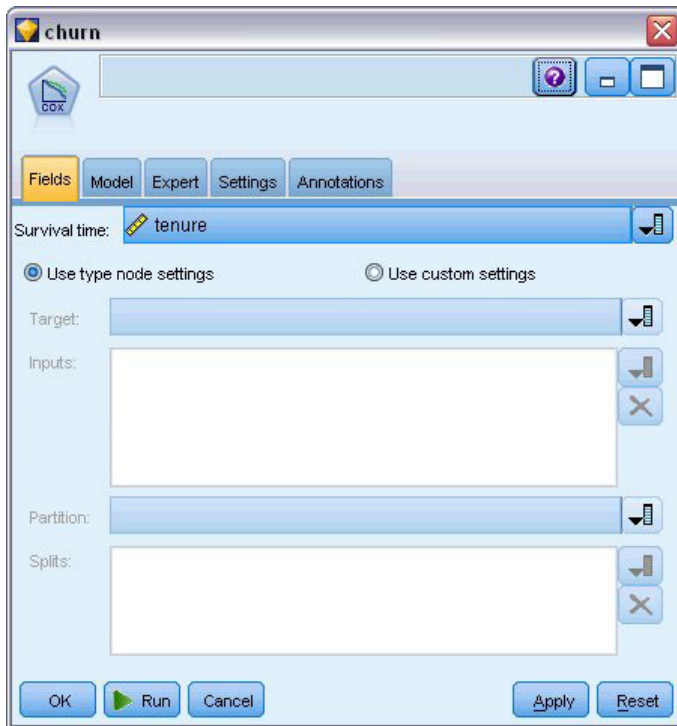 churn
COX
Fields Model Expert Settings Annotations
Survival time: tenure
Use type node settings Use custom settings
Target:
Inputs:
Partition:
Splits:
OK Run Cancel Apply Reset